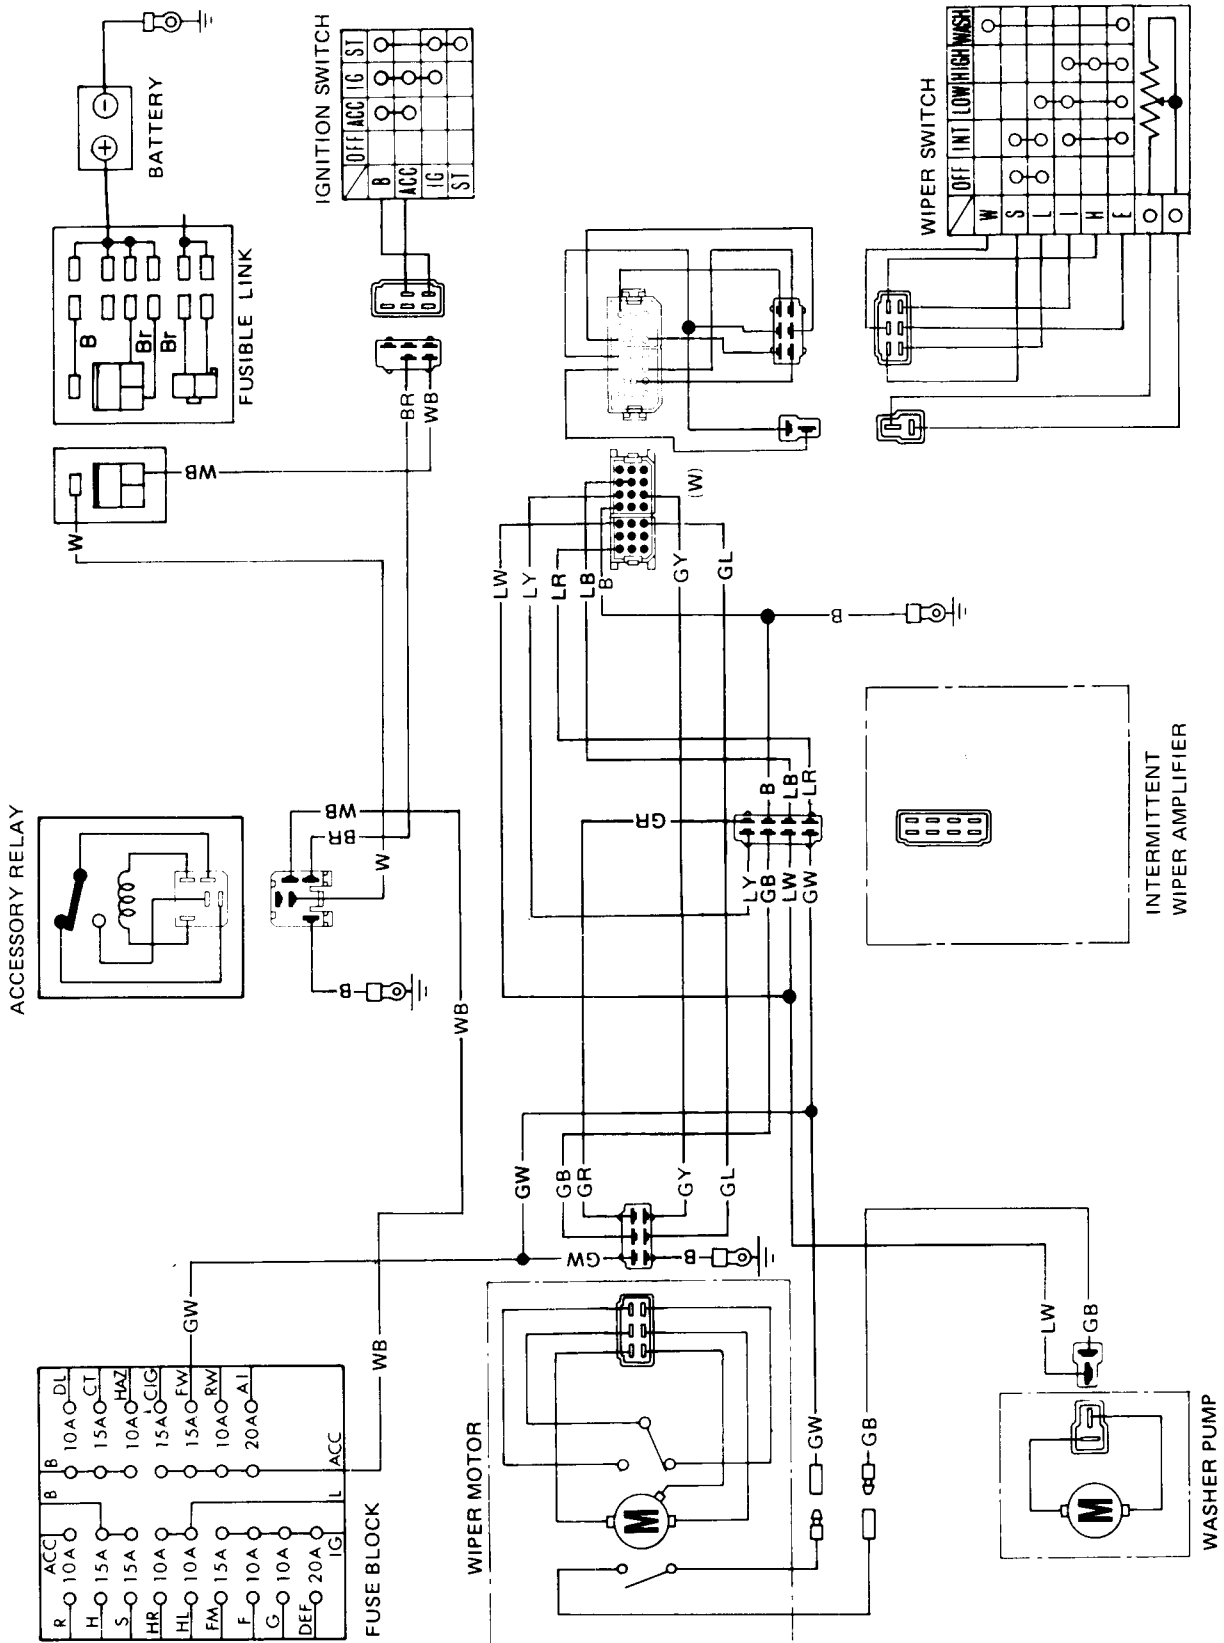 BATTERY
FUSIBLE LINK
B
Br
Br
IGNITION SWITCH
OFF ACC IG ST
B
ACC
IG
ST
WIPER SWITCH
OFF INT LOW HIGH WASH
W
S
L
I
H
E
BR
WB
WB
W
(W)
LW
LY
LR
LB
B
GY
GL
B
ACCESSORY RELAY
WB
BR
W
B
WB
GR
B
LB
LR
LY
GB
LW
GW
INTERMITTENT
WIPER AMPLIFIER
GW
GB
GR
GY
GL
GW
B
GW
WB
FUSE BLOCK
B
B
10A DL
15A CT
10A HAZ
15A CIG
15A FW
10A RW
20A A1
ACC
L
ACC
R 10A
H 15A
S 15A
HR 10A
HL 10A
FM 15A
F 10A
G 10A
DEF 20A
IG
WIPER MOTOR
M
GW
GB
LW
GB
WASHER PUMP
M